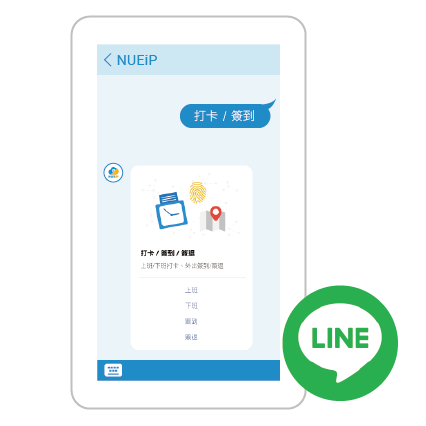 NUEiP
打卡 / 簽到
打卡 / 簽到 / 簽退
上班/下班打卡、外出簽到/簽退
上班
下班
簽到
簽退
LINE